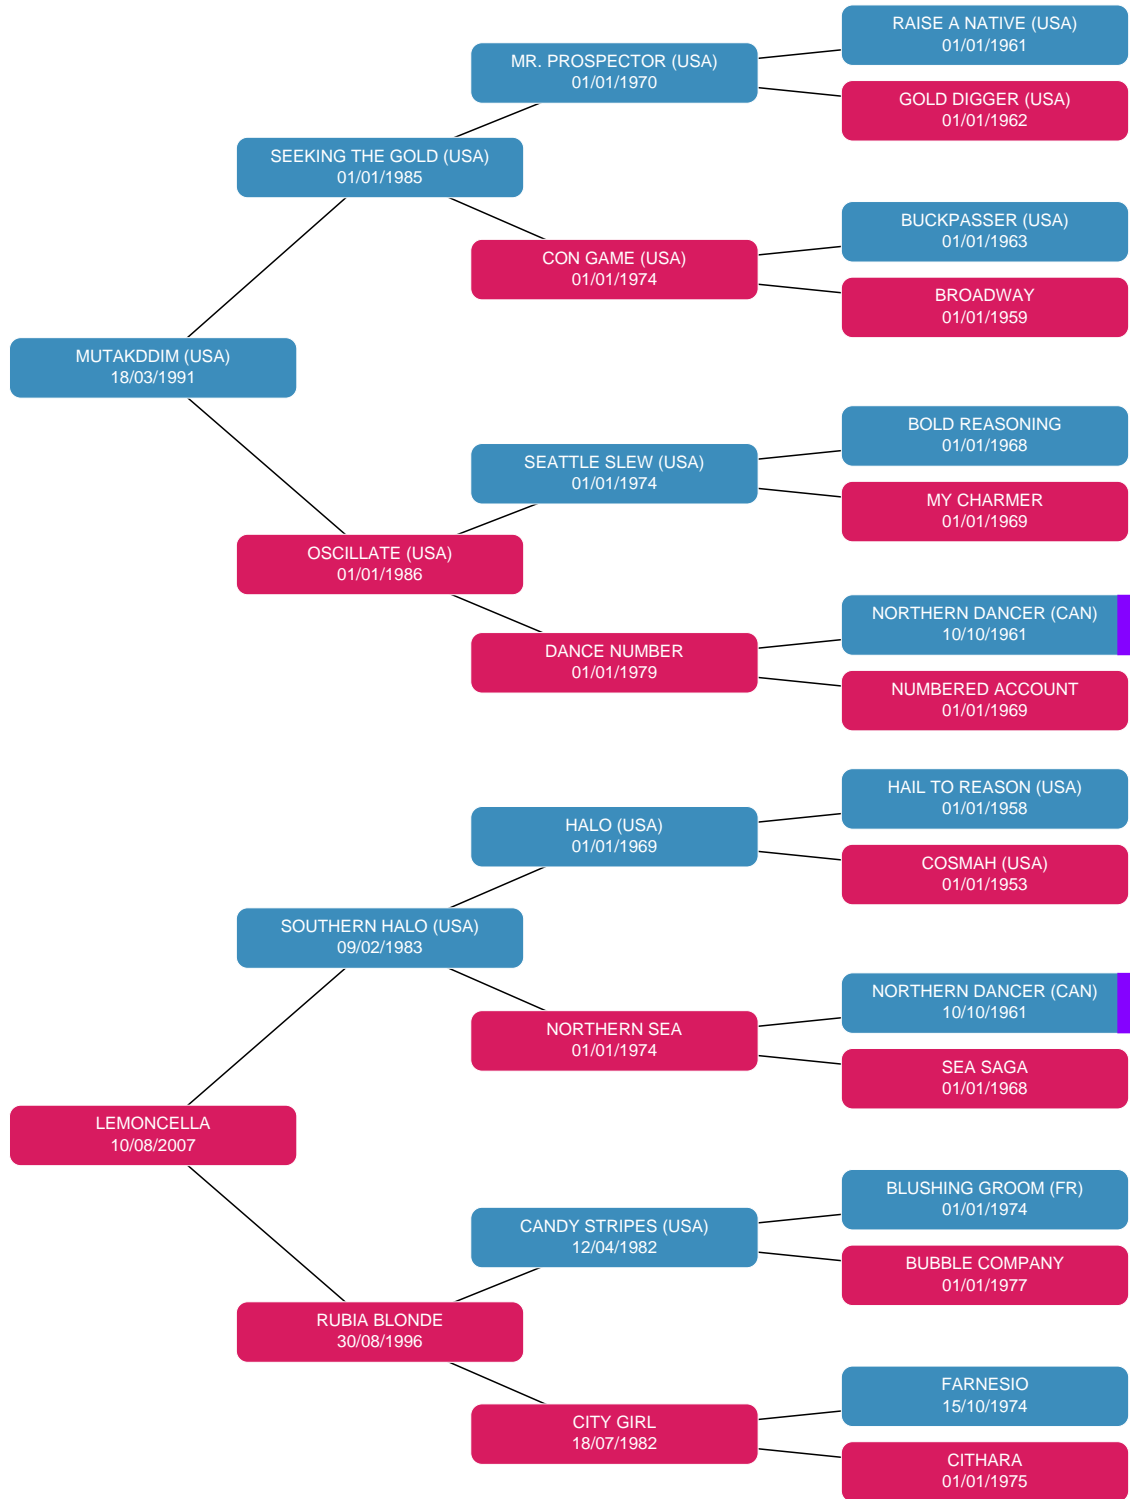 RAISE A NATIVE (USA)
01/01/1961
MR. PROSPECTOR (USA)
01/01/1970
GOLD DIGGER (USA)
01/01/1962
SEEKING THE GOLD (USA)
01/01/1985
BUCKPASSER (USA)
01/01/1963
CON GAME (USA)
01/01/1974
BROADWAY
01/01/1959
MUTAKDDIM (USA)
18/03/1991
BOLD REASONING
01/01/1968
SEATTLE SLEW (USA)
01/01/1974
MY CHARMER
01/01/1969
OSCILLATE (USA)
01/01/1986
NORTHERN DANCER (CAN)
10/10/1961
DANCE NUMBER
01/01/1979
NUMBERED ACCOUNT
01/01/1969
HAIL TO REASON (USA)
01/01/1958
HALO (USA)
01/01/1969
COSMAH (USA)
01/01/1953
SOUTHERN HALO (USA)
09/02/1983
NORTHERN DANCER (CAN)
10/10/1961
NORTHERN SEA
01/01/1974
SEA SAGA
01/01/1968
LEMONCELLA
10/08/2007
BLUSHING GROOM (FR)
01/01/1974
CANDY STRIPES (USA)
12/04/1982
BUBBLE COMPANY
01/01/1977
RUBIA BLONDE
30/08/1996
FARNESIO
15/10/1974
CITY GIRL
18/07/1982
CITHARA
01/01/1975